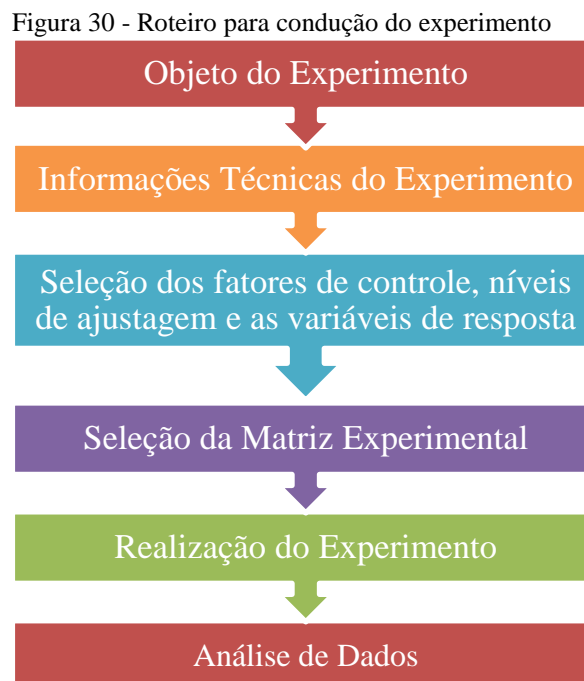 Figura 30 - Roteiro para condução do experimento
Objeto do Experimento
Informações Técnicas do Experimento
Seleção dos fatores de controle, níveis
de ajustagem e as variáveis de resposta
Seleção da Matriz Experimental
Realização do Experimento
Análise de Dados